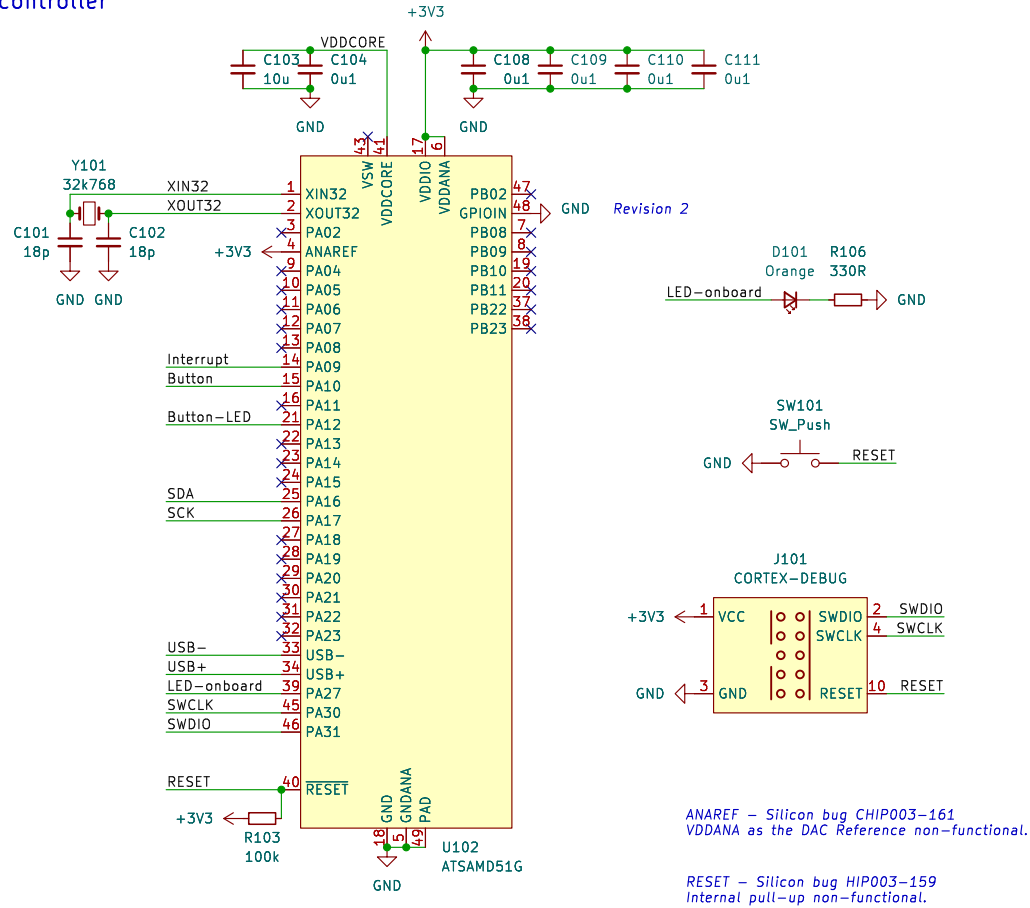 controller
+3V3
VDDCORE
C103
10u
C104
0u1
C108
0u1
C109
0u1
C110
0u1
C111
0u1
GND
GND
43
VSW
41
VDDCORE
17
VDDIO
6
VDDANA
Y101
32k768
XIN32
1
XIN32
XOUT32
2
XOUT32
C101
18p
C102
18p
GND
GND
3
PA02
+3V3
4
ANAREF
9
PA04
10
PA05
11
PA06
12
PA07
13
PA08
Interrupt
14
PA09
Button
15
PA10
16
PA11
Button-LED
21
PA12
22
PA13
23
PA14
24
PA15
SDA
25
PA16
SCK
26
PA17
27
PA18
28
PA19
29
PA20
30
PA21
31
PA22
32
PA23
USB-
33
USB-
USB+
34
USB+
LED-onboard
39
PA27
SWCLK
45
PA30
SWDIO
46
PA31
RESET
40
RESET
+3V3
R103
100k
PB02
47
GPIOIN
48
GND
Revision 2
PB08
7
PB09
8
PB10
19
PB11
20
PB22
37
PB23
38
GND
18
GNDANA
5
PAD
49
GND
U102
ATSAMD51G
D101
Orange
R106
330R
LED-onboard
GND
SW101
SW_Push
GND
RESET
J101
CORTEX-DEBUG
+3V3
1
VCC
SWDIO
2
SWDIO
SWCLK
4
SWCLK
GND
3
GND
RESET
10
RESET
ANAREF - Silicon bug CHIP003-161
VDDANA as the DAC Reference non-functional.
RESET - Silicon bug HIP003-159
Internal pull-up non-functional.